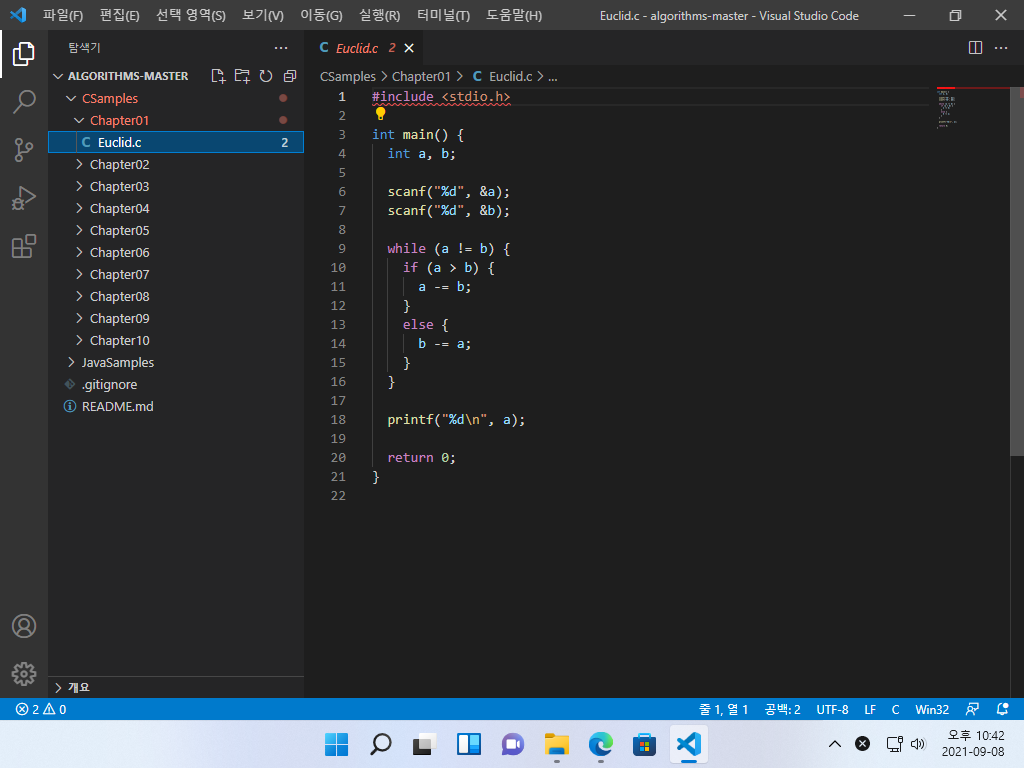 파일(F) 편집(E) 선택 영역(S) 보기(V) 이동(G) 실행(R) 터미널(T) 도움말(H) Euclid.c - algorithms-master - Visual Studio Code
탐색기
ALGORITHMS-MASTER
CSamples
Chapter01
C Euclid.c 2
Chapter02
Chapter03
Chapter04
Chapter05
Chapter06
Chapter07
Chapter08
Chapter09
Chapter10
JavaSamples
.gitignore
README.md
개요
C Euclid.c 2
CSamples > Chapter01 > C Euclid.c > ...
1 #include <stdio.h>
2
3 int main() {
4 int a, b;
5
6 scanf("%d", &a);
7 scanf("%d", &b);
8
9 while (a != b) {
10 if (a > b) {
11 a -= b;
12 }
13 else {
14 b -= a;
15 }
16 }
17
18 printf("%d\n", a);
19
20 return 0;
21 }
22
2 0 줄 1, 열 1 공백: 2 UTF-8 LF C Win32
오후 10:42
2021-09-08